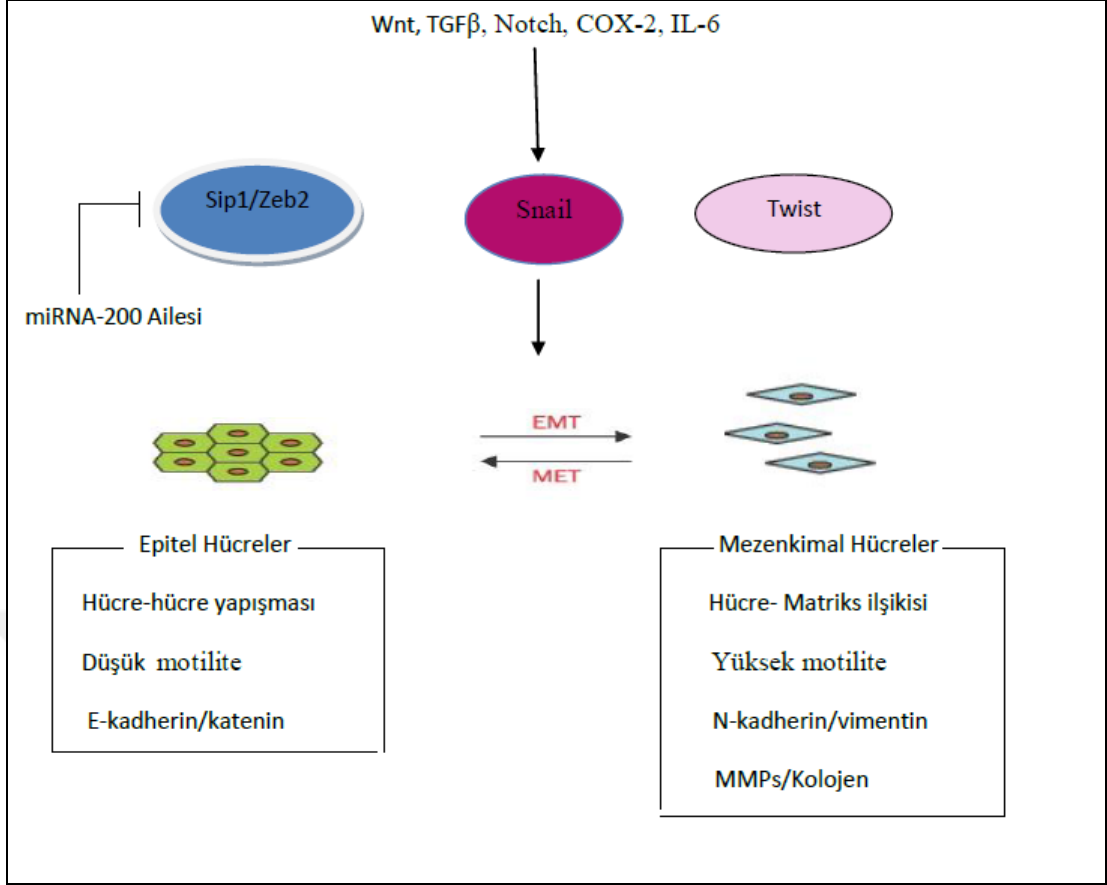 Wnt, TGFβ, Notch, COX-2, IL-6
Sip1/Zeb2
Snail
Twist
miRNA-200 Ailesi
EMT
MET
Epitel Hücreler
Hücre-hücre yapışması
Düşük motilite
E-kadherin/katenin
Mezenkimal Hücreler
Hücre- Matriks ilşikisi
Yüksek motilite
N-kadherin/vimentin
MMPs/Kolojen